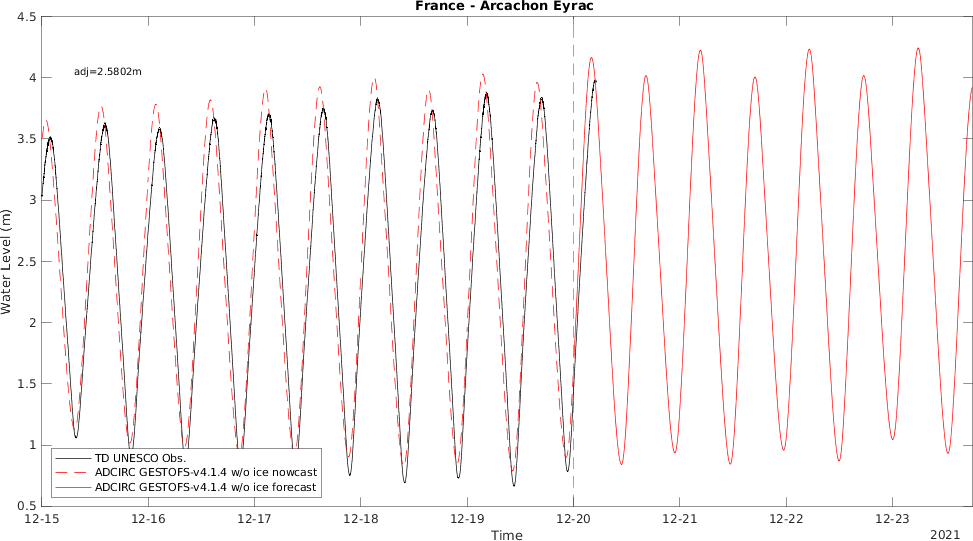 France - Arcachon Eyrac
4.5
4
3.5
3
2.5
2
1.5
1
0.5
Water Level (m)
adj=2.5802m
TD UNESCO Obs.
ADCIRC GESTOFS-v4.1.4 w/o ice nowcast
ADCIRC GESTOFS-v4.1.4 w/o ice forecast
12-15 12-16 12-17 12-18 12-19 12-20 12-21 12-22 12-23
Time
2021